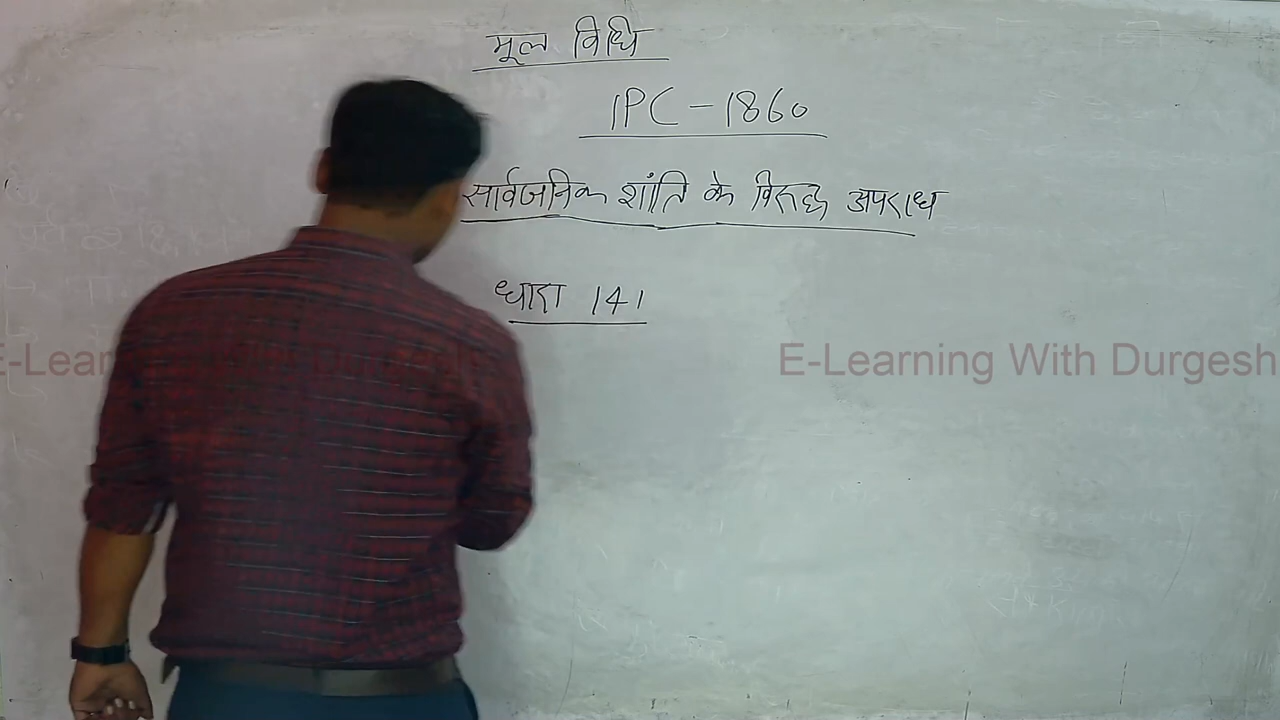 मूल विधि
IPC - 1860
सार्वजनिक शांति के विरुद्ध अपराध
धारा 141
E-Learning With Durgesh